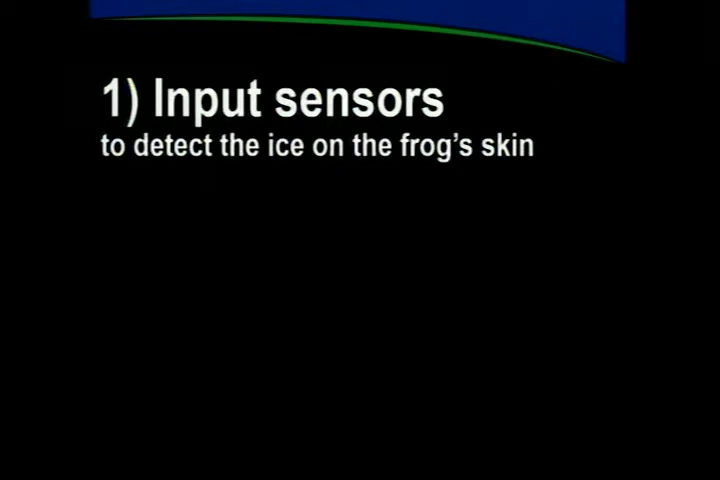 1) Input sensors
to detect the ice on the frog’s skin